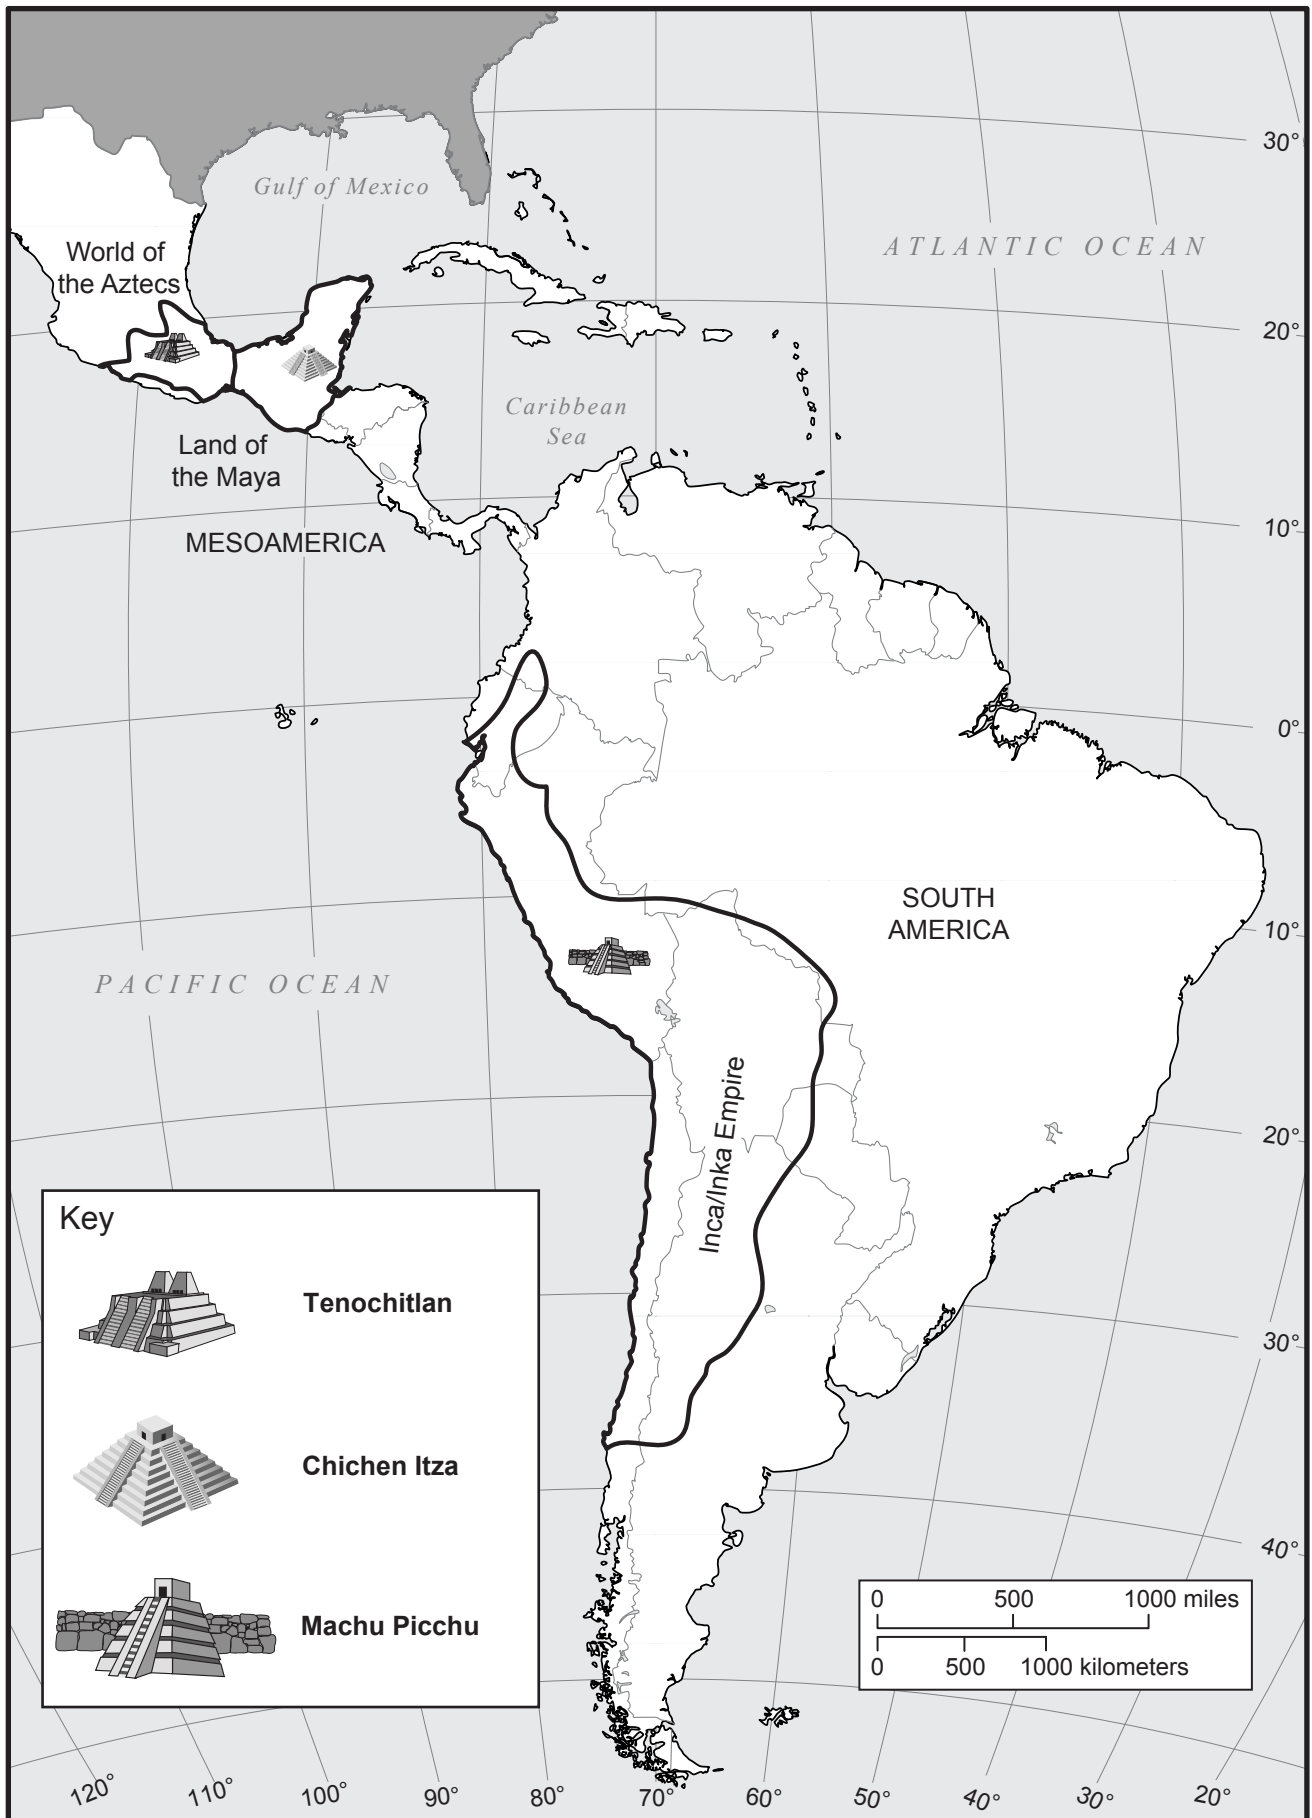 30°
Gulf of Mexico
World of
the Aztecs
ATLANTIC OCEAN
20°
Caribbean
Sea
Land of
the Maya
MESOAMERICA
10°
0°
SOUTH
AMERICA
10°
PACIFIC OCEAN
Inca/Inka Empire
20°
Key
Tenochitlan
30°
Chichen Itza
40°
Machu Picchu
0 500 1000 miles
0 500 1000 kilometers
120° 110° 100° 80° 90° 70° 60° 50° 40° 30° 20°